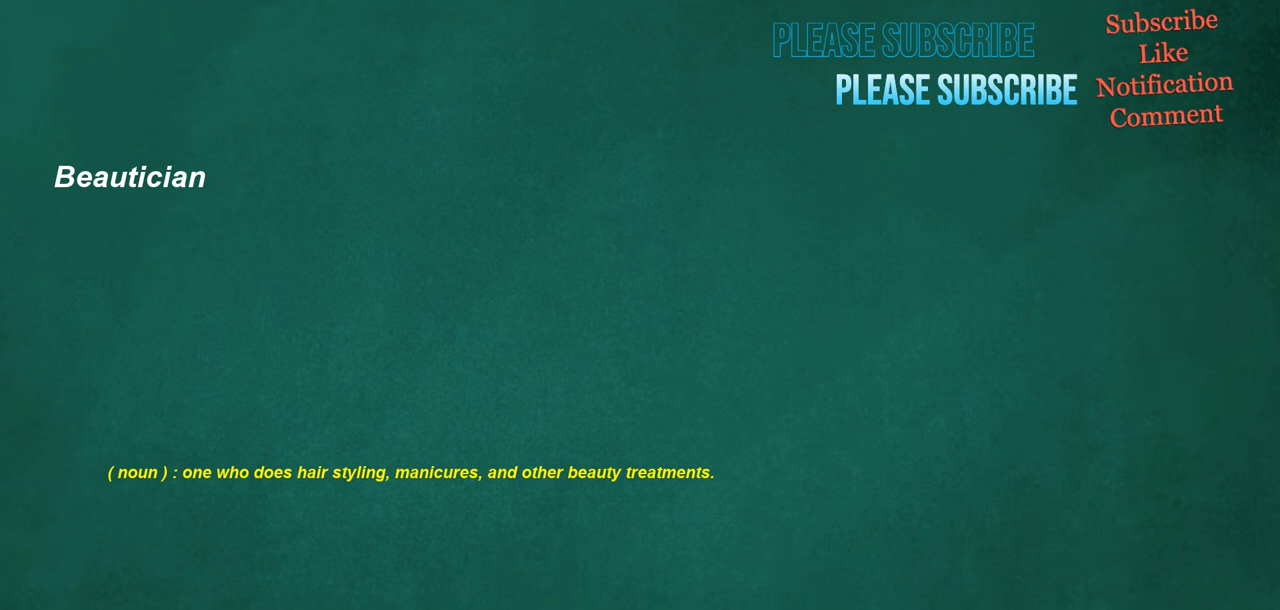 PLEASE SUBSCRIBE
PLEASE SUBSCRIBE
Subscribe
Like
Notification
Comment
Beautician
( noun ) : one who does hair styling, manicures, and other beauty treatments.